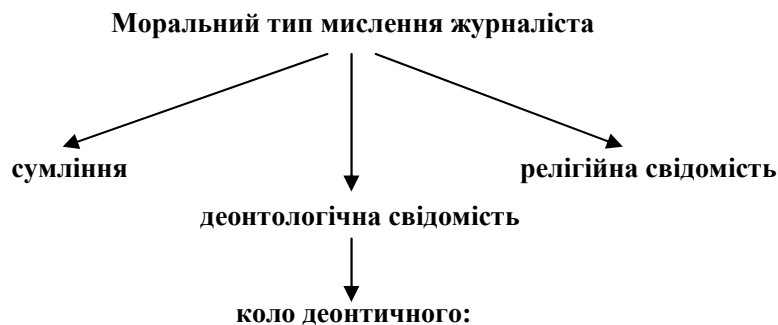 Моральний тип мислення журналіста
сумління
релігійна свідомість
деонтологічна свідомість
коло деонтичного: